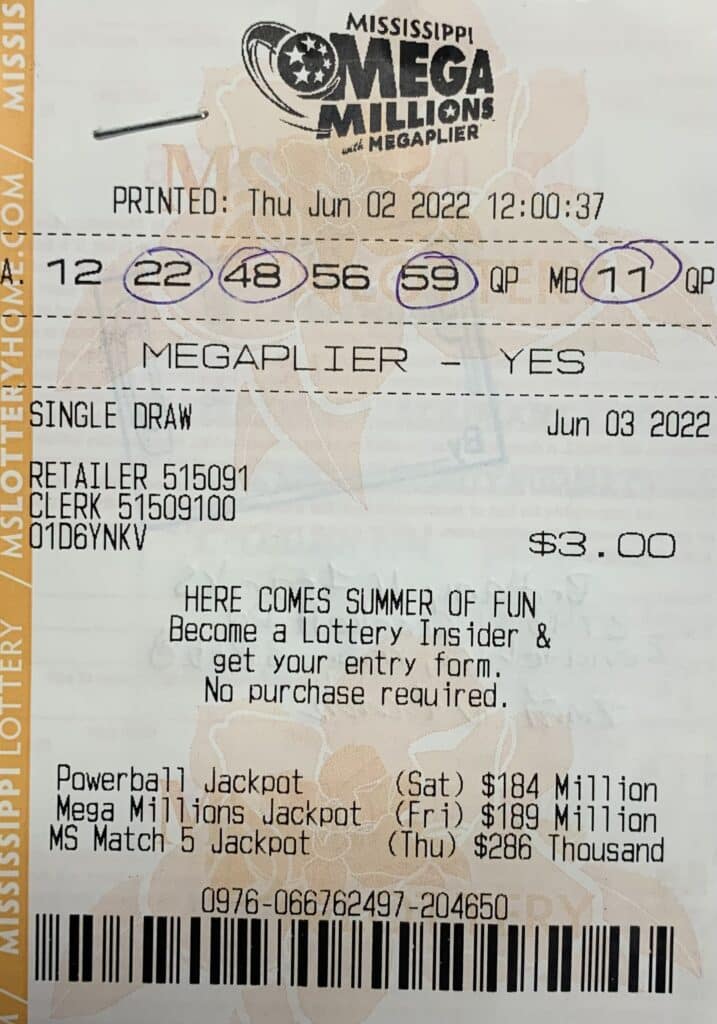 MISSISSIPPI
MEGA
MILLIONS
with MEGAPLIER
PRINTED: Thu Jun 02 2022 12:00:37
A. 12 22 48 56 59 QP MB 11 QP
MEGAPLIER - YES
SINGLE DRAW Jun 03 2022
RETAILER 515091
CLERK 51509100
01D6YNKV $3.00
HERE COMES SUMMER OF FUN
Become a Lottery Insider &
get your entry form.
No purchase required.
Powerball Jackpot (Sat) $184 Million
Mega Millions Jackpot (Fri) $189 Million
MS Match 5 Jackpot (Thu) $286 Thousand
0976-066762497-204650
MISSISSIPPI LOTTERY / MSLOTTERYHOME.COM / MISSIS